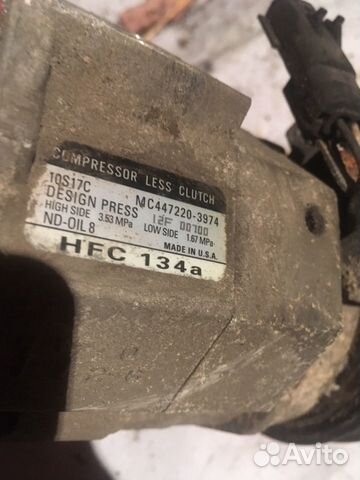 COMPRESSOR LESS CLUTCH
10S17C MC447220-3974
DESIGN PRESS 12F 00700
HIGH SIDE 3.53 MPa LOW SIDE 1.67 MPa
ND-OIL 8 MADE IN U.S.A.
HFC 134a
Avito